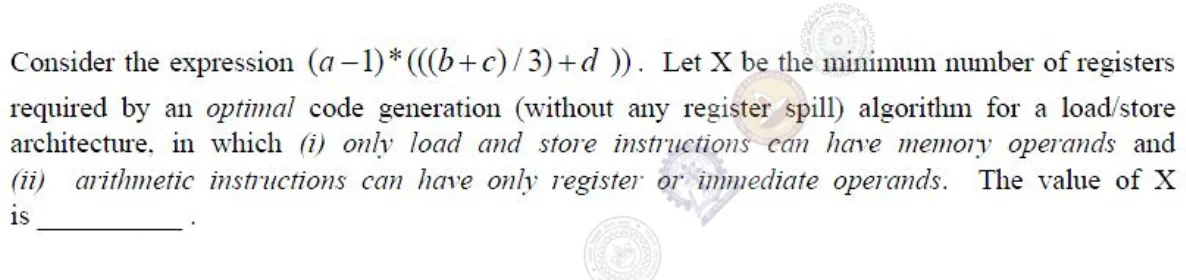 Consider the expression (a−1)*(((b+c)/3)+d )). Let X be the minimum number of registers
required by an optimal code generation (without any register spill) algorithm for a load/store
architecture, in which (i) only load and store instructions can have memory operands and
(ii) arithmetic instructions can have only register or immediate operands. The value of X
is __________ .